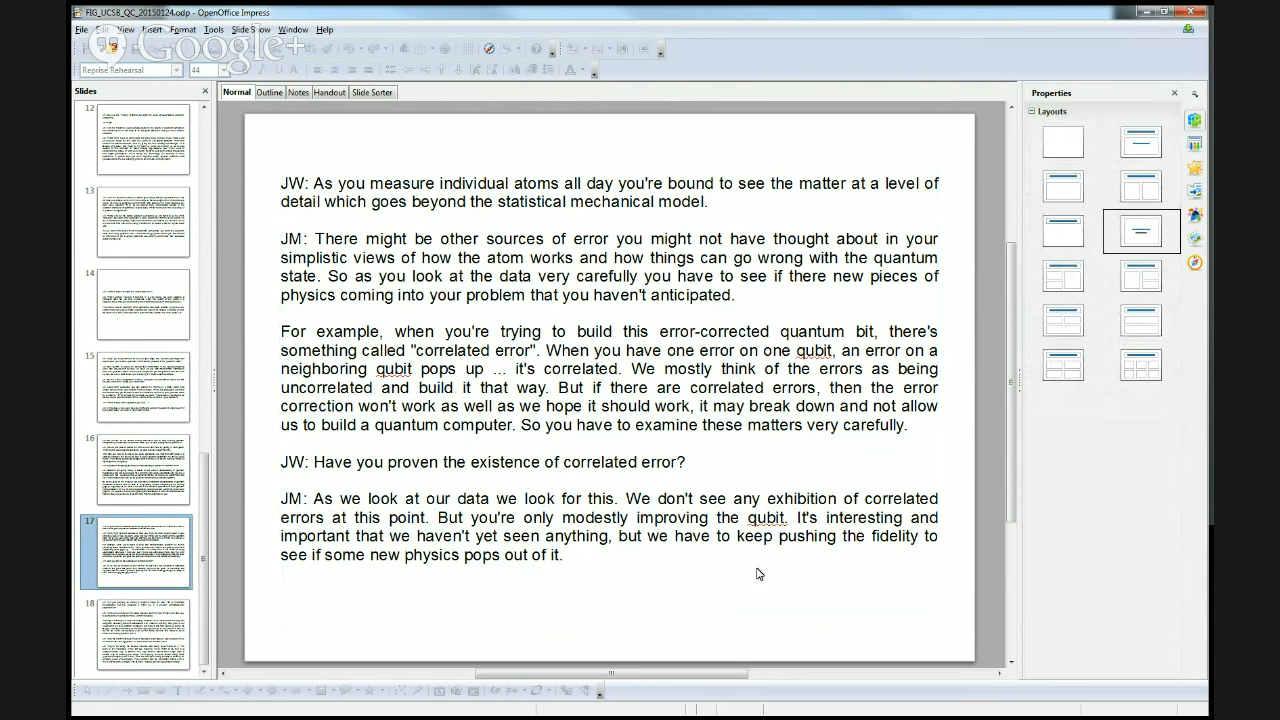 FIG_UCSB_QC_20150124.odp - OpenOffice Impress
File Edit View Insert Format Tools Slide Show Window Help
Google+
Reprise Rehearsal 44
Slides
Normal Outline Notes Handout Slide Sorter
Properties
Layouts
12
13
14
15
16
17
18
JW: As you measure individual atoms all day you're bound to see the matter at a level of
detail which goes beyond the statistical mechanical model.
JM: There might be other sources of error you might not have thought about in your
simplistic views of how the atom works and how things can go wrong with the quantum
state. So as you look at the data very carefully you have to see if there new pieces of
physics coming into your problem that you haven't anticipated.
For example, when you're trying to build this error-corrected quantum bit, there's
something called "correlated error". When you have one error on one qubit, an error on a
neighboring qubit pops up ... it's correlated. We mostly think of the errors as being
uncorrelated and build it that way. But if there are correlated errors, then the error
correction won't work as well as we hope it should work, it may break down and not allow
us to build a quantum computer. So you have to examine these matters very carefully.
JW: Have you proven the existence of correlated error?
JM: As we look at our data we look for this. We don't see any exhibition of correlated
errors at this point. But you're only modestly improving the qubit. It's interesting and
important that we haven't yet seen anything, but we have to keep pushing the fidelity to
see if some new physics pops out of it.